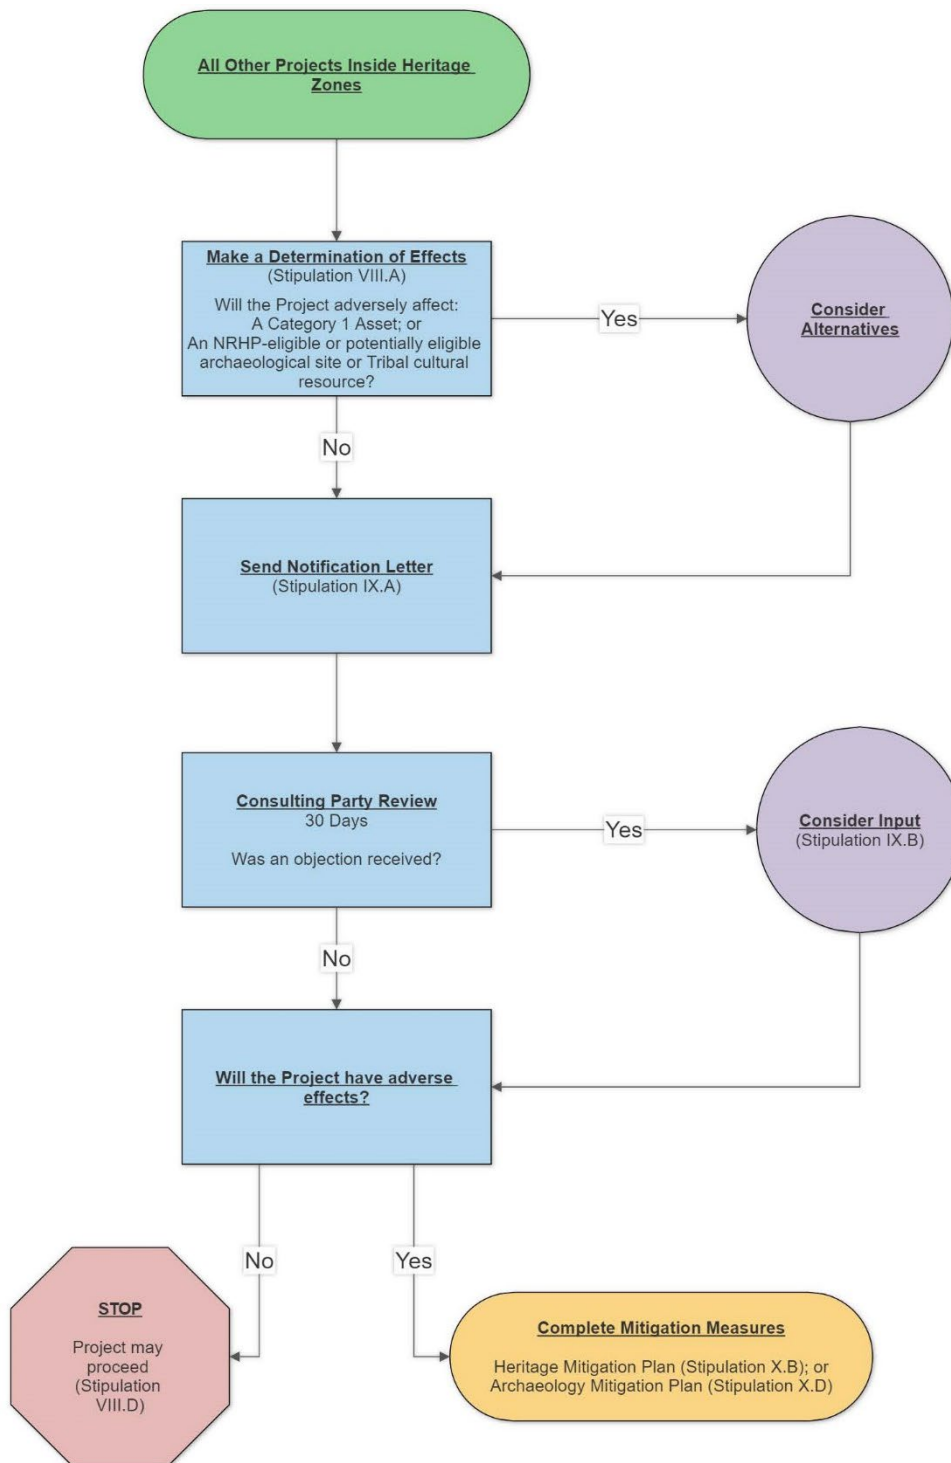 All Other Projects Inside Heritage
Zones
Make a Determination of Effects
(Stipulation VIII.A)
Will the Project adversely affect:
A Category 1 Asset; or
An NRHP-eligible or potentially eligible
archaeological site or Tribal cultural
resource?
Yes
Consider
Alternatives
No
Send Notification Letter
(Stipulation IX.A)
Consulting Party Review
30 Days
Was an objection received?
Yes
Consider Input
(Stipulation IX.B)
No
Will the Project have adverse
effects?
No
Yes
STOP
Project may
proceed
(Stipulation
VIII.D)
Complete Mitigation Measures
Heritage Mitigation Plan (Stipulation X.B); or
Archaeology Mitigation Plan (Stipulation X.D)